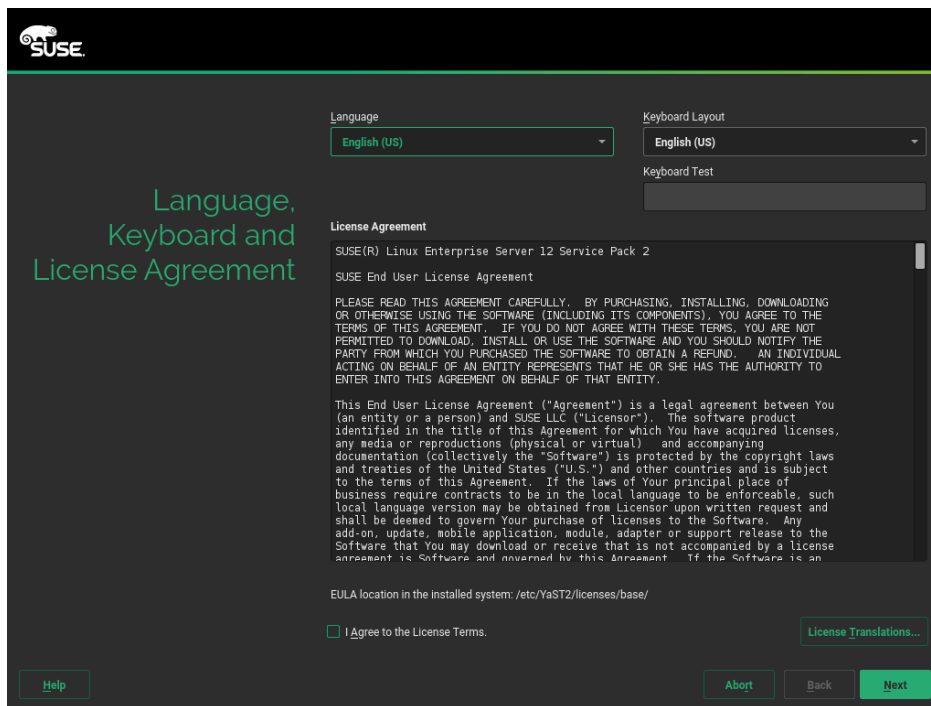 SUSE.
Language
Keyboard Layout
English (US)
English (US)
Keyboard Test
Language,
Keyboard and
License Agreement
License Agreement
SUSE(R) Linux Enterprise Server 12 Service Pack 2
SUSE End User License Agreement
PLEASE READ THIS AGREEMENT CAREFULLY.  BY PURCHASING, INSTALLING, DOWNLOADING
OR OTHERWISE USING THE SOFTWARE (INCLUDING ITS COMPONENTS), YOU AGREE TO THE
TERMS OF THIS AGREEMENT.  IF YOU DO NOT AGREE WITH THESE TERMS, YOU ARE NOT
PERMITTED TO DOWNLOAD, INSTALL OR USE THE SOFTWARE AND YOU SHOULD NOTIFY THE
PARTY FROM WHICH YOU PURCHASED THE SOFTWARE TO OBTAIN A REFUND.   AN INDIVIDUAL
ACTING ON BEHALF OF AN ENTITY REPRESENTS THAT HE OR SHE HAS THE AUTHORITY TO
ENTER INTO THIS AGREEMENT ON BEHALF OF THAT ENTITY.
This End User License Agreement ("Agreement") is a legal agreement between You
(an entity or a person) and SUSE LLC ("Licensor").  The software product
identified in the title of this Agreement for which You have acquired licenses,
any media or reproductions (physical or virtual)   and accompanying
documentation (collectively the "Software") is protected by the copyright laws
and treaties of the United States ("U.S.") and other countries and is subject
to the terms of this Agreement.  If the laws of Your principal place of
business require contracts to be in the local language to be enforceable, such
local language version may be obtained from Licensor upon written request and
shall be deemed to govern Your purchase of licenses to the Software.  Any
add-on, update, mobile application, module, adapter or support release to the
Software that You may download or receive that is not accompanied by a license
agreement is Software and governed by this Agreement.  If the Software is an
EULA location in the installed system: /etc/YaST2/licenses/base/
I Agree to the License Terms.
License Translations...
Help
Abort
Back
Next